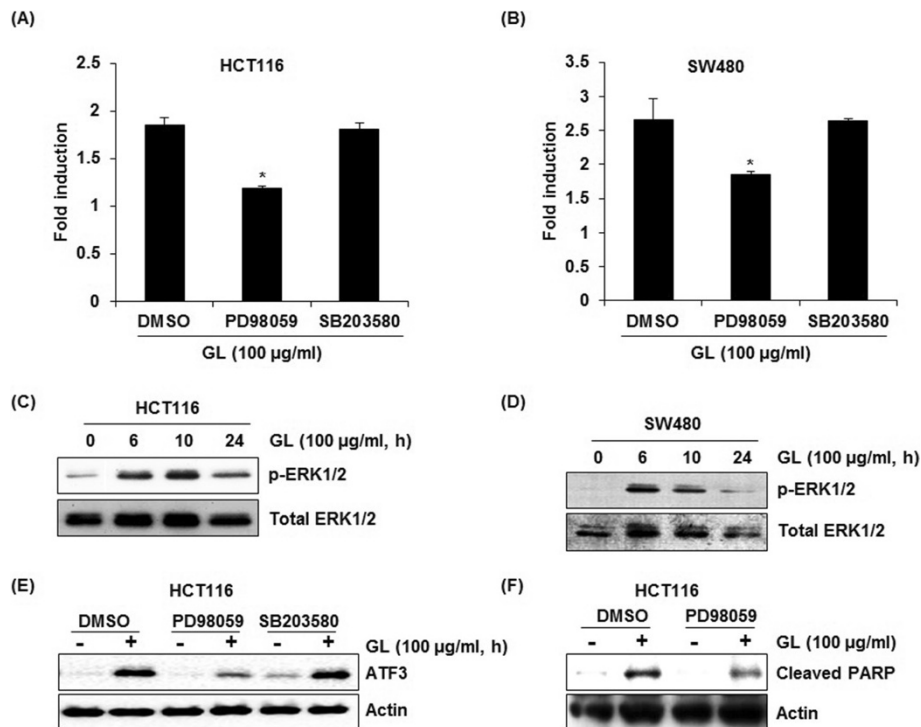 (A)
HCT116
Fold induction
2.5
2
1.5
1
0.5
0
*
DMSO PD98059 SB203580
GL (100 µg/ml)
(B)
SW480
Fold induction
3.5
3
2.5
2
1.5
1
0.5
0
*
DMSO PD98059 SB203580
GL (100 µg/ml)
(C)
HCT116
0 6 10 24 GL (100 µg/ml, h)
p-ERK1/2
Total ERK1/2
(D)
SW480
0 6 10 24 GL (100 µg/ml, h)
p-ERK1/2
Total ERK1/2
(E)
HCT116
DMSO PD98059 SB203580
- + - + - + GL (100 µg/ml, h)
ATF3
Actin
(F)
HCT116
DMSO PD98059
- + - + GL (100 µg/ml)
Cleaved PARP
Actin